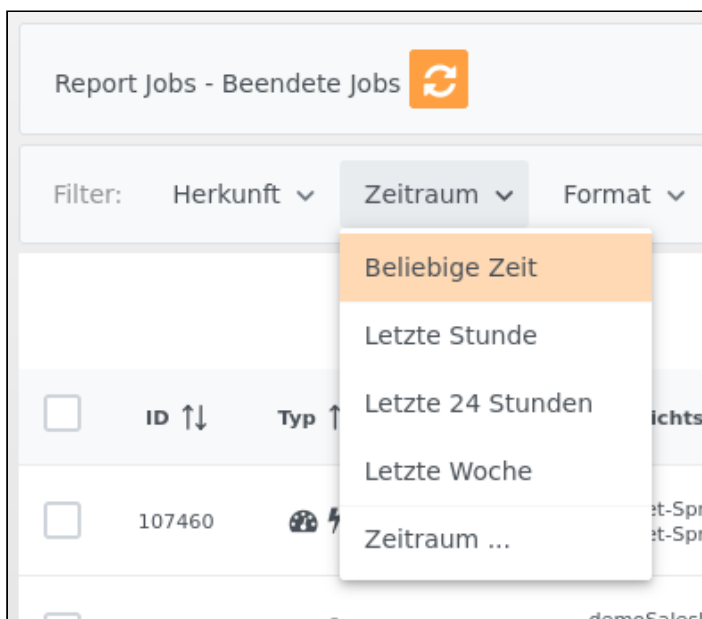 Report Jobs - Beendete Jobs
Filter: Herkunft Zeitraum Format
Beliebige Zeit
Letzte Stunde
Letzte 24 Stunden
Letzte Woche
Zeitraum ...
ID Typ
107460